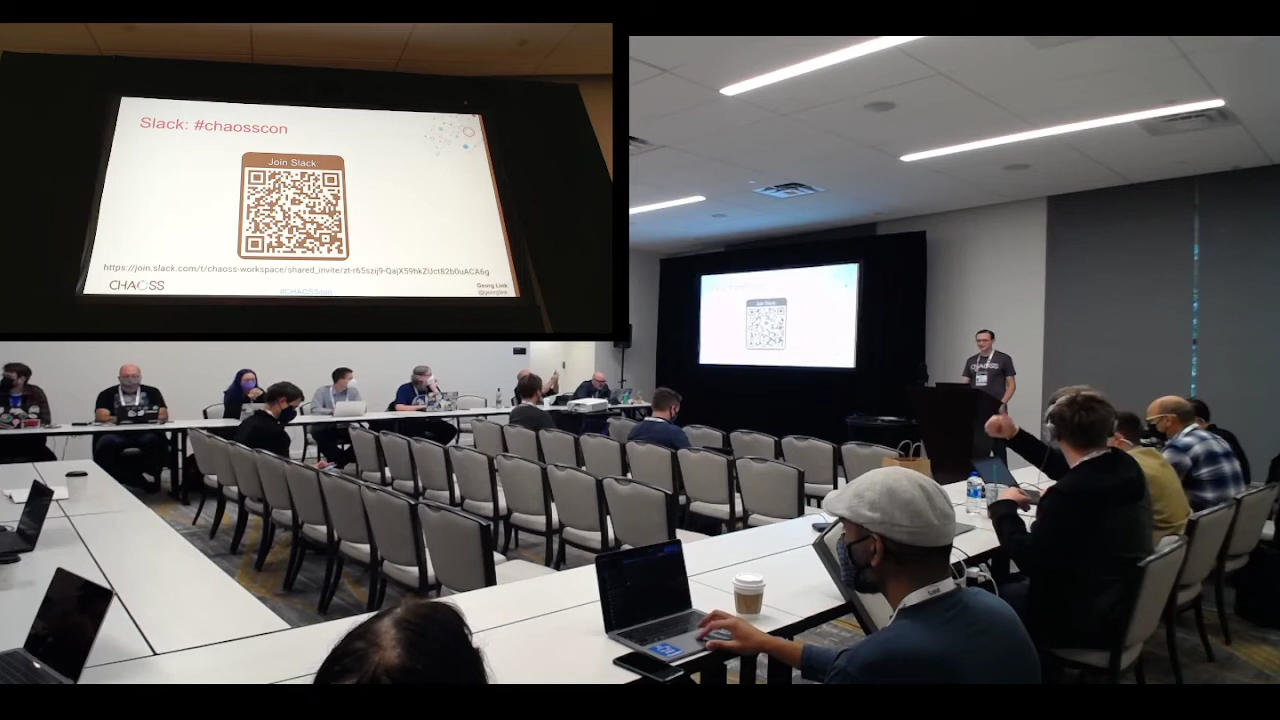 Slack: #chaosscon
Join Slack:
https://join.slack.com/t/chaoss-workspace/shared_invite/zt-r65szij9-QajX59hkZIJct82b0uACA6g
CHAOSS
#CHAOSScon
Georg Link
@georglink
CHAOSS